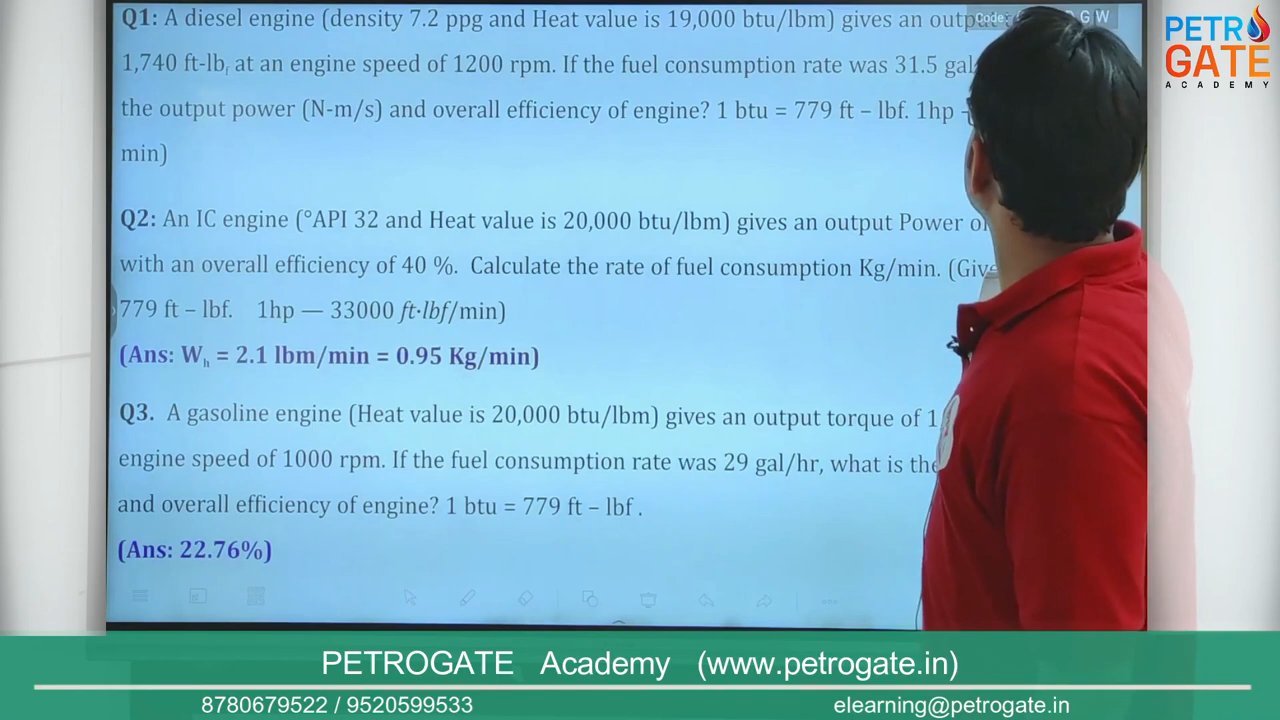 Q1: A diesel engine (density 7.2 ppg and Heat value is 19,000 btu/lbm) gives an
Code: G W
1,740 ft-lbf at an engine speed of 1200 rpm. If the fuel consumption rate was 31.5 gal
the output power (N-m/s) and overall efficiency of engine? 1 btu = 779 ft – lbf. 1hp
min)
Q2: An IC engine (°API 32 and Heat value is 20,000 btu/lbm) gives an output Power
with an overall efficiency of 40 %. Calculate the rate of fuel consumption Kg/min.
779 ft – lbf. 1hp — 33000 ft·lbf/min)
(Ans: Wh = 2.1 lbm/min = 0.95 Kg/min)
Q3. A gasoline engine (Heat value is 20,000 btu/lbm) gives an output torque of 1
engine speed of 1000 rpm. If the fuel consumption rate was 29 gal/hr, what is the
and overall efficiency of engine? 1 btu = 779 ft – lbf .
(Ans: 22.76%)
PETRO
GATE
ACADEMY
PETROGATE Academy (www.petrogate.in)
8780679522 / 9520599533
elearning@petrogate.in